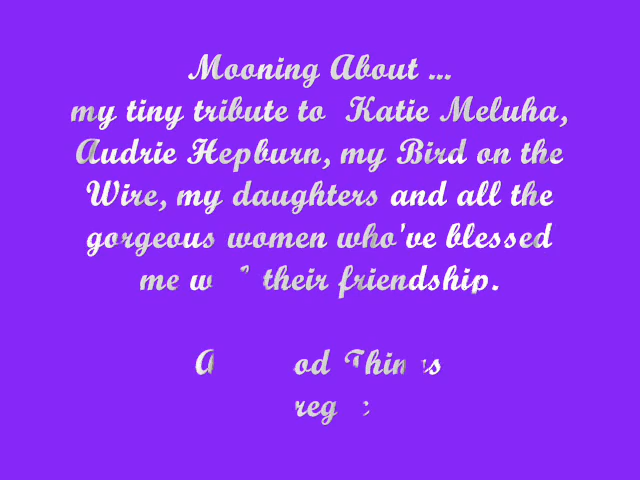 Mooning About ...
my tiny tribute to Katie Meluha,
Audrie Hepburn, my Bird on the
Wire, my daughters and all the
gorgeous women who've blessed
me their friendship.